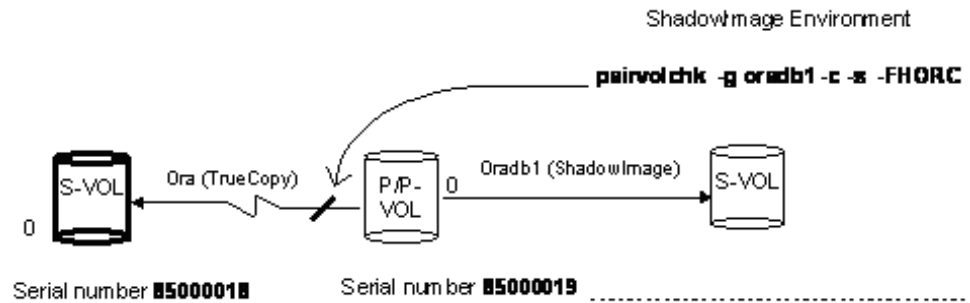 ShadowImage Environment
pairvolchk -g oradb1 -c -s -FHORC
S-VOL
Ora (TrueCopy)
P/P-
VOL
0
Oradb1 (ShadowImage)
S-VOL
0
Serial number 85000018
Serial number 85000019